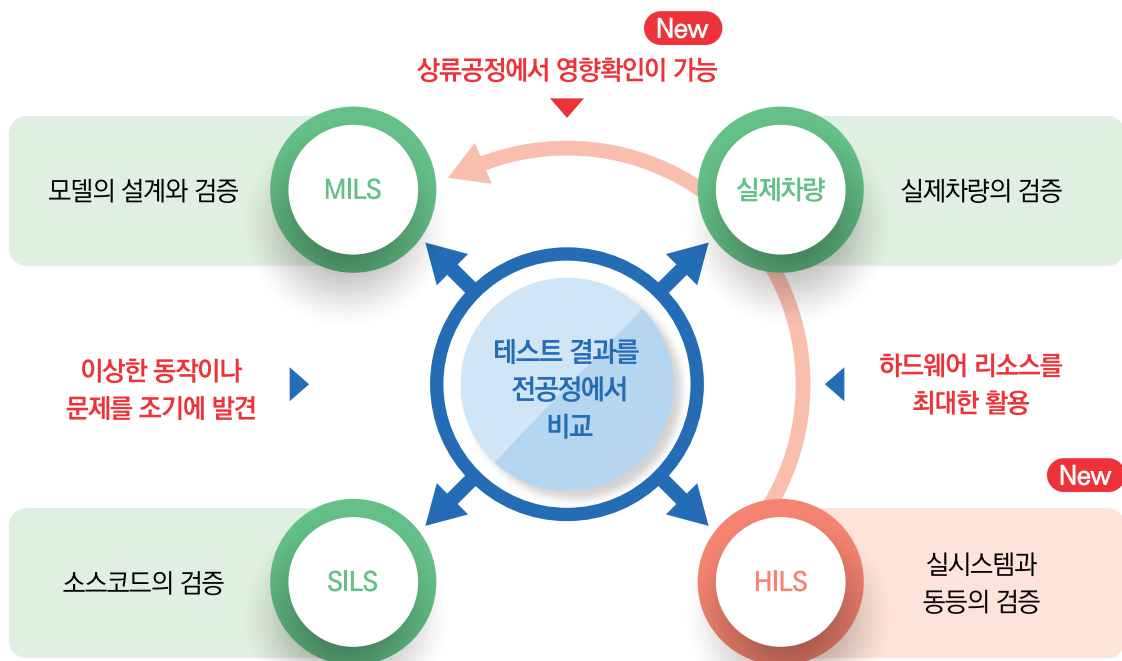 New
상류공정에서 영향확인이 가능
모델의 설계와 검증
MILS
실제차량
실제차량의 검증
이상한 동작이나
문제를 조기에 발견
테스트 결과를
전공정에서
비교
하드웨어 리소스를
최대한 활용
New
소스코드의 검증
SILS
HILS
실시스템과
동등의 검증